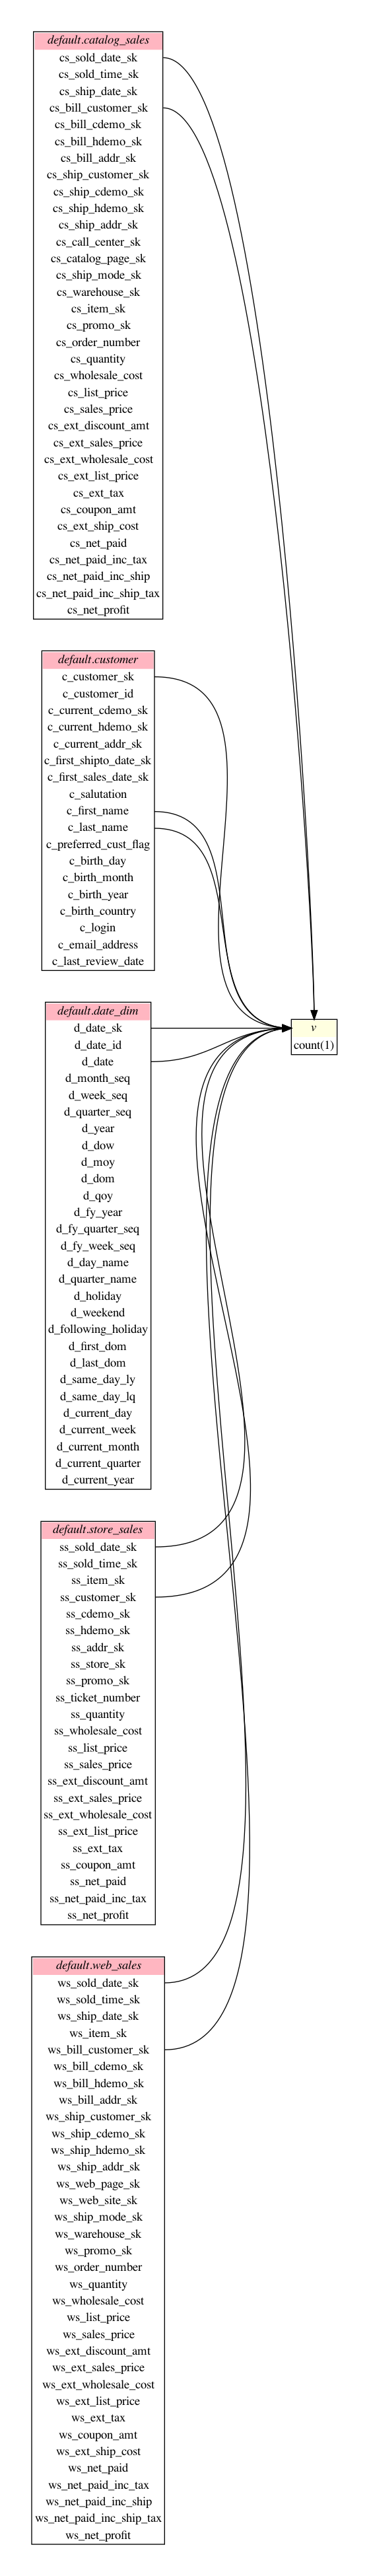 default.catalog_sales
cs_sold_date_sk
cs_sold_time_sk
cs_ship_date_sk
cs_bill_customer_sk
cs_bill_cdemo_sk
cs_bill_hdemo_sk
cs_bill_addr_sk
cs_ship_customer_sk
cs_ship_cdemo_sk
cs_ship_hdemo_sk
cs_ship_addr_sk
cs_call_center_sk
cs_catalog_page_sk
cs_ship_mode_sk
cs_warehouse_sk
cs_item_sk
cs_promo_sk
cs_order_number
cs_quantity
cs_wholesale_cost
cs_list_price
cs_sales_price
cs_ext_discount_amt
cs_ext_sales_price
cs_ext_wholesale_cost
cs_ext_list_price
cs_ext_tax
cs_coupon_amt
cs_ext_ship_cost
cs_net_paid
cs_net_paid_inc_tax
cs_net_paid_inc_ship
cs_net_paid_inc_ship_tax
cs_net_profit
default.customer
c_customer_sk
c_customer_id
c_current_cdemo_sk
c_current_hdemo_sk
c_current_addr_sk
c_first_shipto_date_sk
c_first_sales_date_sk
c_salutation
c_first_name
c_last_name
c_preferred_cust_flag
c_birth_day
c_birth_month
c_birth_year
c_birth_country
c_login
c_email_address
c_last_review_date
default.date_dim
d_date_sk
d_date_id
d_date
d_month_seq
d_week_seq
d_quarter_seq
d_year
d_dow
d_moy
d_dom
d_qoy
d_fy_year
d_fy_quarter_seq
d_fy_week_seq
d_day_name
d_quarter_name
d_holiday
d_weekend
d_following_holiday
d_first_dom
d_last_dom
d_same_day_ly
d_same_day_lq
d_current_day
d_current_week
d_current_month
d_current_quarter
d_current_year
v
count(1)
default.store_sales
ss_sold_date_sk
ss_sold_time_sk
ss_item_sk
ss_customer_sk
ss_cdemo_sk
ss_hdemo_sk
ss_addr_sk
ss_store_sk
ss_promo_sk
ss_ticket_number
ss_quantity
ss_wholesale_cost
ss_list_price
ss_sales_price
ss_ext_discount_amt
ss_ext_sales_price
ss_ext_wholesale_cost
ss_ext_list_price
ss_ext_tax
ss_coupon_amt
ss_net_paid
ss_net_paid_inc_tax
ss_net_profit
default.web_sales
ws_sold_date_sk
ws_sold_time_sk
ws_ship_date_sk
ws_item_sk
ws_bill_customer_sk
ws_bill_cdemo_sk
ws_bill_hdemo_sk
ws_bill_addr_sk
ws_ship_customer_sk
ws_ship_cdemo_sk
ws_ship_hdemo_sk
ws_ship_addr_sk
ws_web_page_sk
ws_web_site_sk
ws_ship_mode_sk
ws_warehouse_sk
ws_promo_sk
ws_order_number
ws_quantity
ws_wholesale_cost
ws_list_price
ws_sales_price
ws_ext_discount_amt
ws_ext_sales_price
ws_ext_wholesale_cost
ws_ext_list_price
ws_ext_tax
ws_coupon_amt
ws_ext_ship_cost
ws_net_paid
ws_net_paid_inc_tax
ws_net_paid_inc_ship
ws_net_paid_inc_ship_tax
ws_net_profit